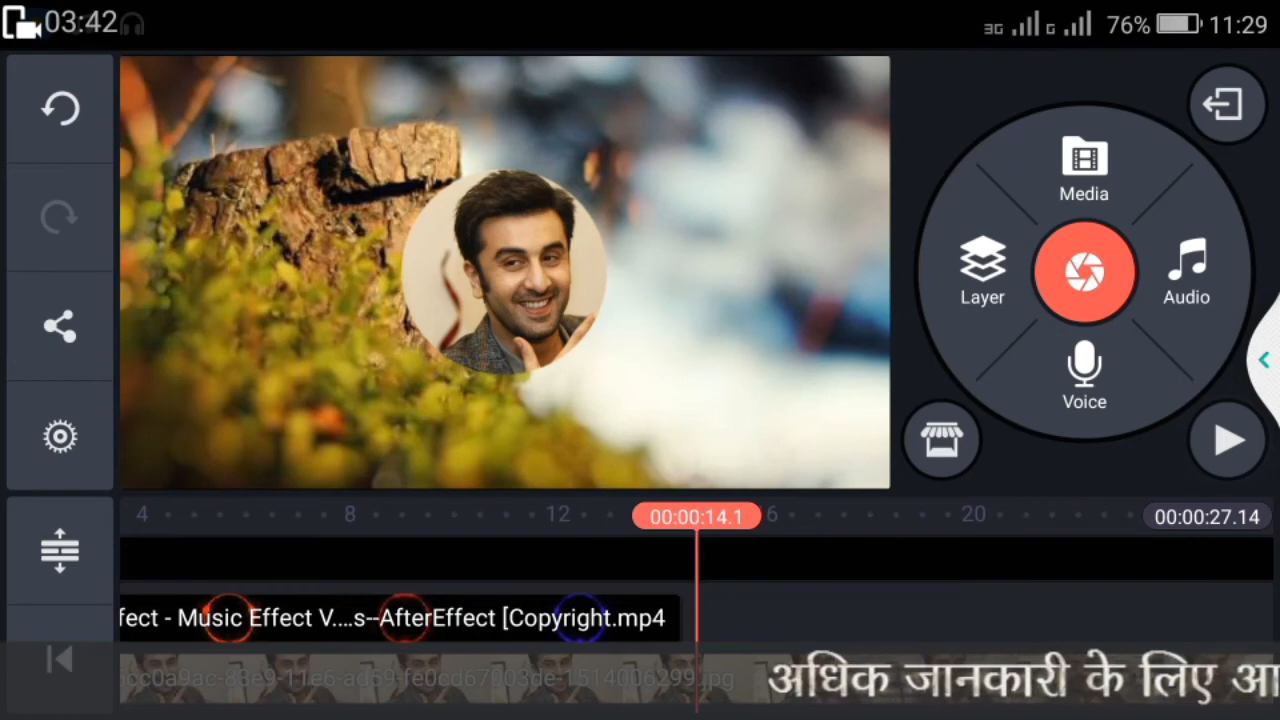 03:42
3G G 76% 11:29
Media
Layer
Audio
Voice
4 8 12 00:00:14.1 6 20 00:00:27.14
fect - Music Effect V....s--AfterEffect [Copyright.mp4
अधिक जानकारी के लिए आ